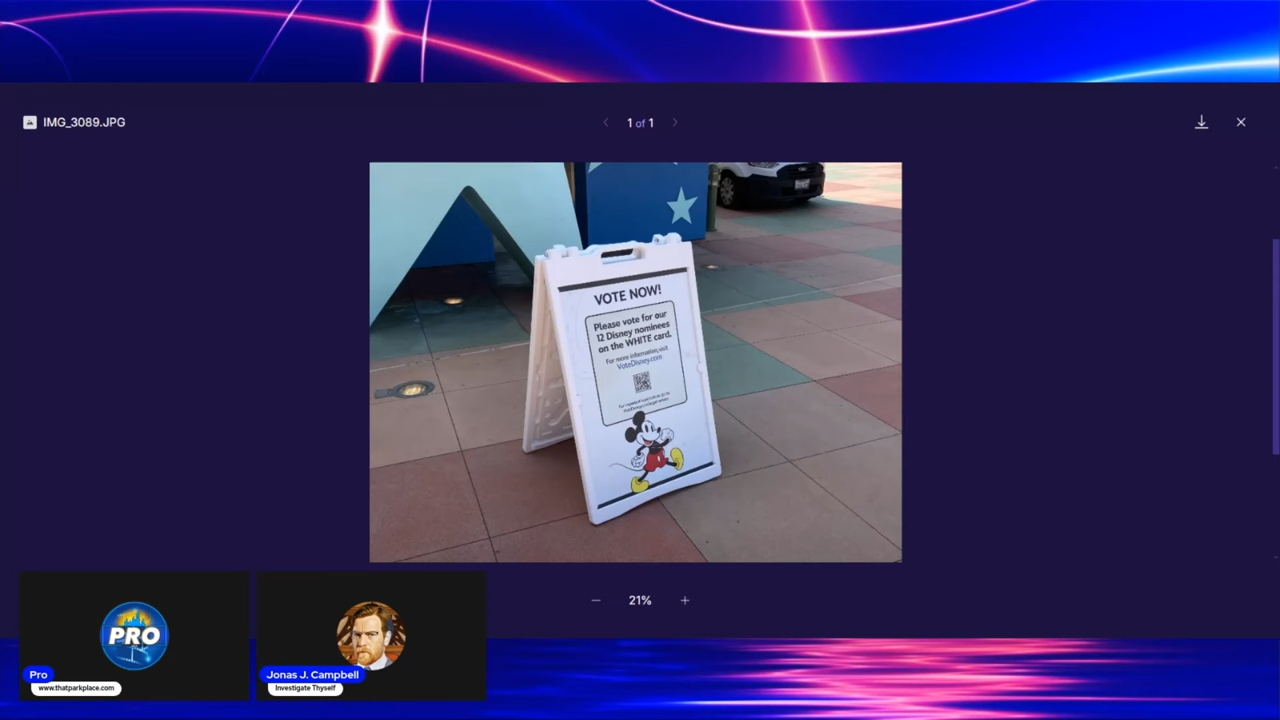 IMG_3089.JPG
1 of 1
VOTE NOW!
Please vote for our
12 Disney nominees
on the WHITE card.
For more information, visit
VoteDisney.com
21%
PRO
Pro
www.thatparkplace.com
Jonas J. Campbell
Investigate Thyself